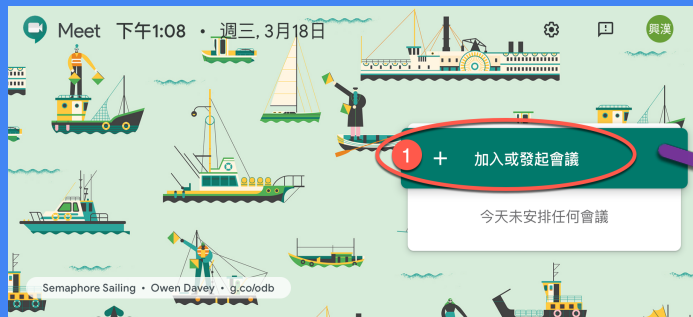 Meet 下午1:08 • 週三, 3月18日
興漢
1 + 加入或發起會議
今天未安排任何會議
Semaphore Sailing • Owen Davey • g.co/odb